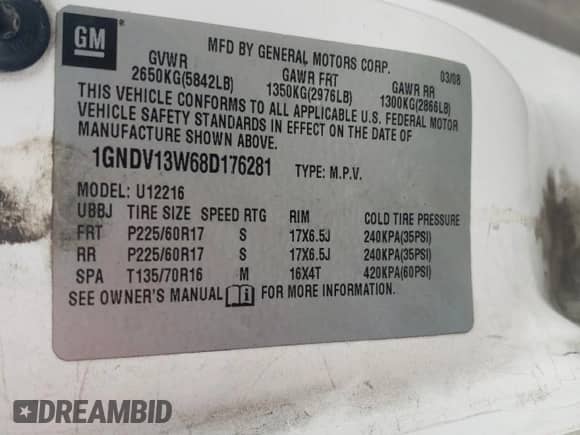 GM
MFD BY GENERAL MOTORS CORP.
03/08
GVWR GAWR FRT GAWR RR
2650KG(5842LB) 1350KG(2976LB) 1300KG(2866LB)
THIS VEHICLE CONFORMS TO ALL APPLICABLE U.S. FEDERAL MOTOR
VEHICLE SAFETY STANDARDS IN EFFECT ON THE DATE OF
MANUFACTURE SHOWN ABOVE.
1GNDV13W68D176281 TYPE: M.P.V.
MODEL: U12216
UBBJ TIRE SIZE SPEED RTG RIM COLD TIRE PRESSURE
FRT P225/60R17 S 17X6.5J 240KPA(35PSI)
RR P225/60R17 S 17X6.5J 240KPA(35PSI)
SPA T135/70R16 M 16X4T 420KPA(60PSI)
SEE OWNER'S MANUAL i FOR MORE INFORMATION.
DREAMBID